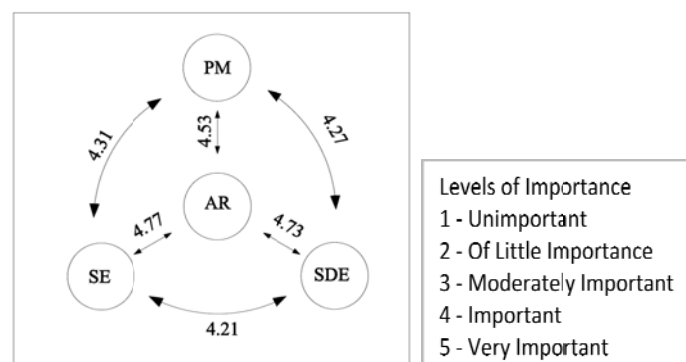 PM
4.31
4.53
4.27
AR
4.77
4.73
SE
SDE
4.21
Levels of Importance
1 - Unimportant
2 - Of Little Importance
3 - Moderately Important
4 - Important
5 - Very Important